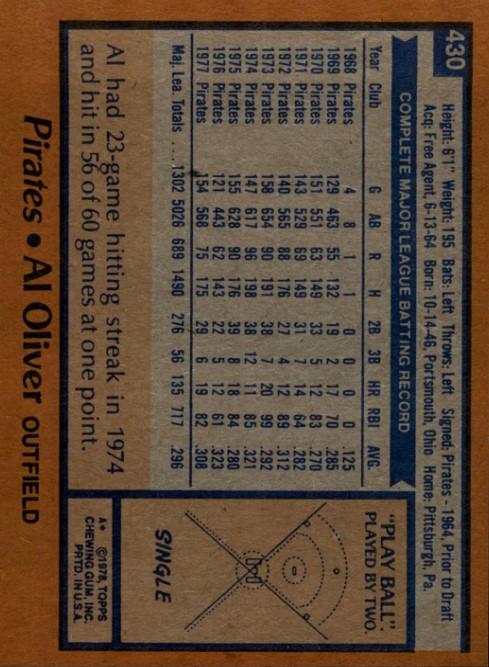 430
Height: 6'1" Weight: 195 Bats: Left Throws: Left Signed: Pirates - 1964, Prior to Draft
Acq: Free Agent, 6-13-64 Born: 10-14-46, Portsmouth, Ohio Home: Pittsburgh, Pa.
COMPLETE MAJOR LEAGUE BATTING RECORD
Year Club G AB R H 2B 3B HR RBI AVG.
1968 Pirates 4 8 1 1 0 0 0 0 .125
1969 Pirates 129 463 55 132 19 2 17 70 .285
1970 Pirates 151 551 63 149 33 5 12 83 .270
1971 Pirates 143 529 69 149 31 7 14 64 .282
1972 Pirates 140 565 88 176 27 4 12 89 .312
1973 Pirates 158 654 90 191 38 7 20 99 .292
1974 Pirates 147 617 96 198 38 12 11 85 .321
1975 Pirates 155 628 90 176 39 8 18 84 .280
1976 Pirates 121 443 62 143 22 5 12 61 .323
1977 Pirates 154 568 75 175 29 6 19 82 .308
Maj. Lea. Totals ... 1302 5026 689 1490 276 56 135 717 .296
Al had 23-game hitting streak in 1974
and hit in 56 of 60 games at one point.
Pirates • Al Oliver OUTFIELD
"PLAY BALL"
PLAYED BY TWO.
SINGLE
A* ©1978, TOPPS
CHEWING GUM, INC.
PRTD. IN U.S.A.